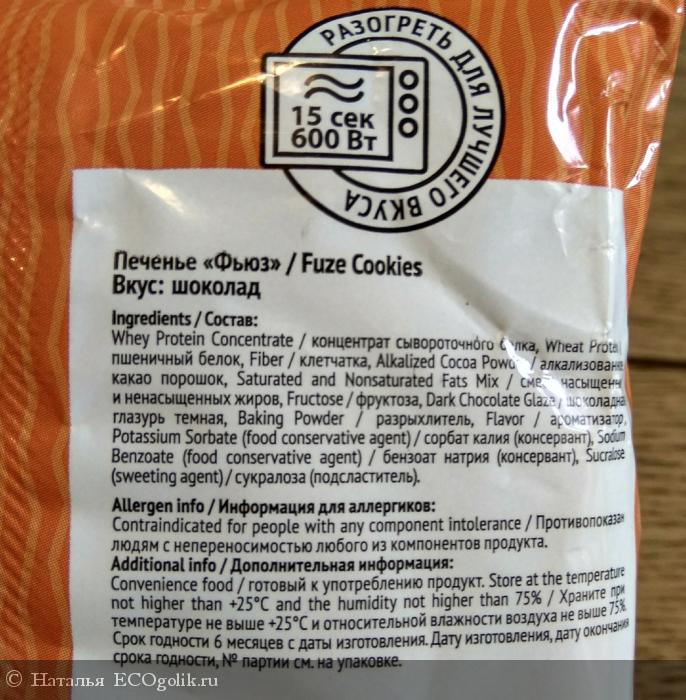 РАЗОГРЕТЬ ДЛЯ ЛУЧШЕГО ВКУСА
15 сек
600 Вт
Печенье «Фьюз» / Fuze Cookies
Вкус: шоколад
Ingredients / Состав:
Whey Protein Concentrate / концентрат сывороточного белка, Wheat Protei
пшеничный белок, Fiber / клетчатка, Alkalized Cocoa Powde / алкализованне
какао порошок, Saturated and Nonsaturated Fats Mix / смесь насыщенн
и ненасыщенных жиров, Fructose / фруктоза, Dark Chocolate Glaze / шоколадна
глазурь темная, Baking Powder / разрыхлитель, Flavor / ароматизатор,
Potassium Sorbate (food conservative agent) / сорбат калия (консервант), Sodium
Benzoate (food conservative agent) / бензоат натрия (консервант), Sucralose
(sweeting agent) / сукралоза (подсластитель).
Allergen info / Информация для аллергиков:
Contraindicated for people with any component intolerance / Противопоказан
людям с непереносимостью любого из компонентов продукта.
Additional info / Дополнительная информация:
Convenience food / готовый к употреблению продукт. Store at the temperature
not higher than +25°C and the humidity not higher than 75% / Хранить при
температуре не выше +25°C и относительной влажности воздуха не выше 75%.
Срок годности 6 месяцев с даты изготовления. Дату изготовления, дату окончания
срока годности, № партии см. на упаковке.
Наталья ECOgolik.ru